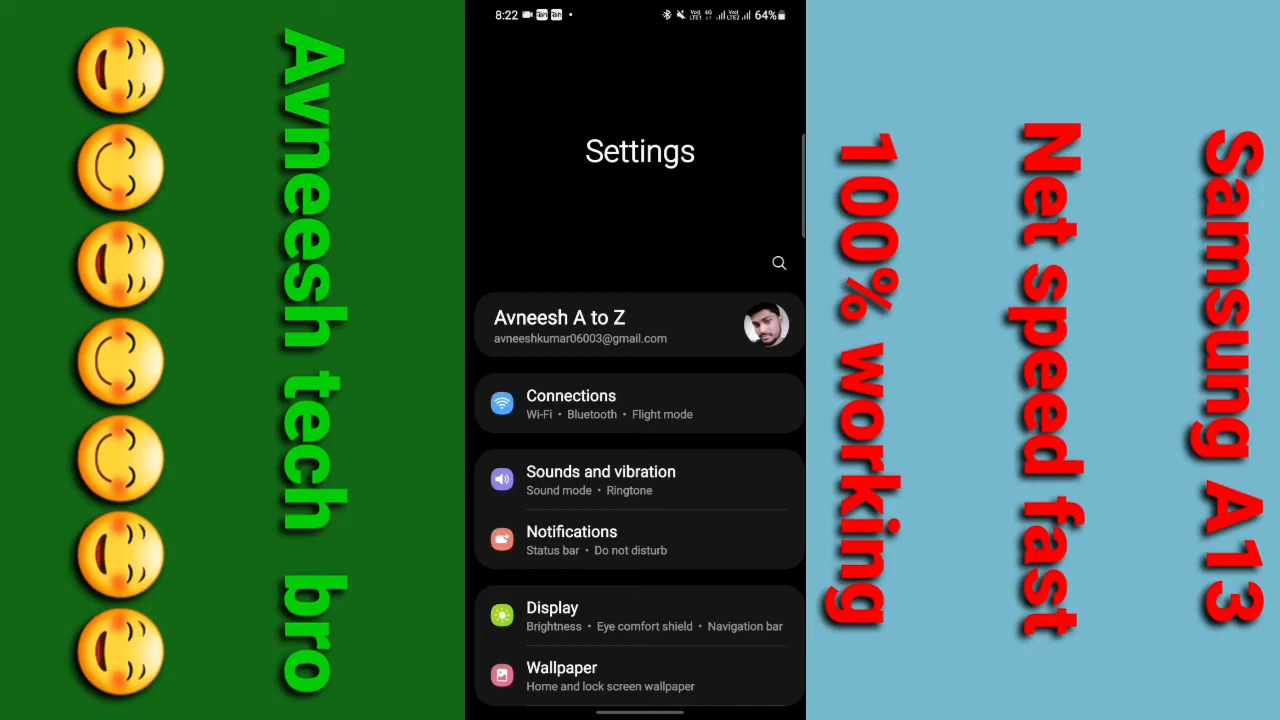 Avneesh tech bro
8:22
64%
Settings
Avneesh A to Z
avneeshkumar06003@gmail.com
Connections
Wi-Fi • Bluetooth • Flight mode
Sounds and vibration
Sound mode • Ringtone
Notifications
Status bar • Do not disturb
Display
Brightness • Eye comfort shield • Navigation bar
Wallpaper
Home and lock screen wallpaper
Samsung A13
Net speed fast
100% working